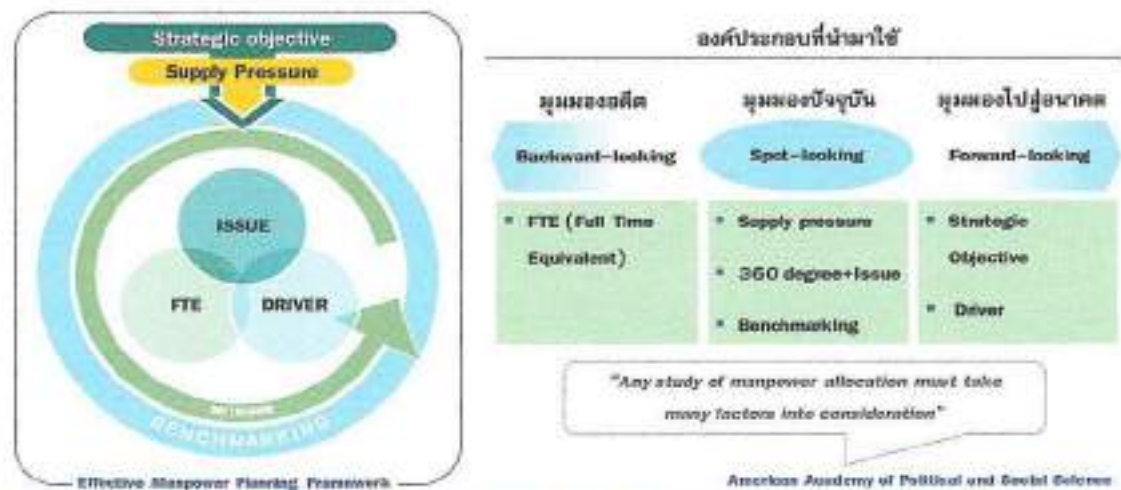 Strategic objective
Supply Pressure
ISSUE
FTE
DRIVER
BENCHMARKING
Effective Manpower Planning Framework
องค์ประกอบที่นำมาใช้
มุมมองอดีต
มุมมองปัจจุบัน
มุมมองไปสู่อนาคต
Backward-looking
Spot-looking
Forward-looking
FTE (Full Time
Equivalent)
Supply pressure
360 degree+Issue
Benchmarking
Strategic
Objective
Driver
"Any study of manpower allocation must take
many factors into consideration"
American Academy of Political and Social Science